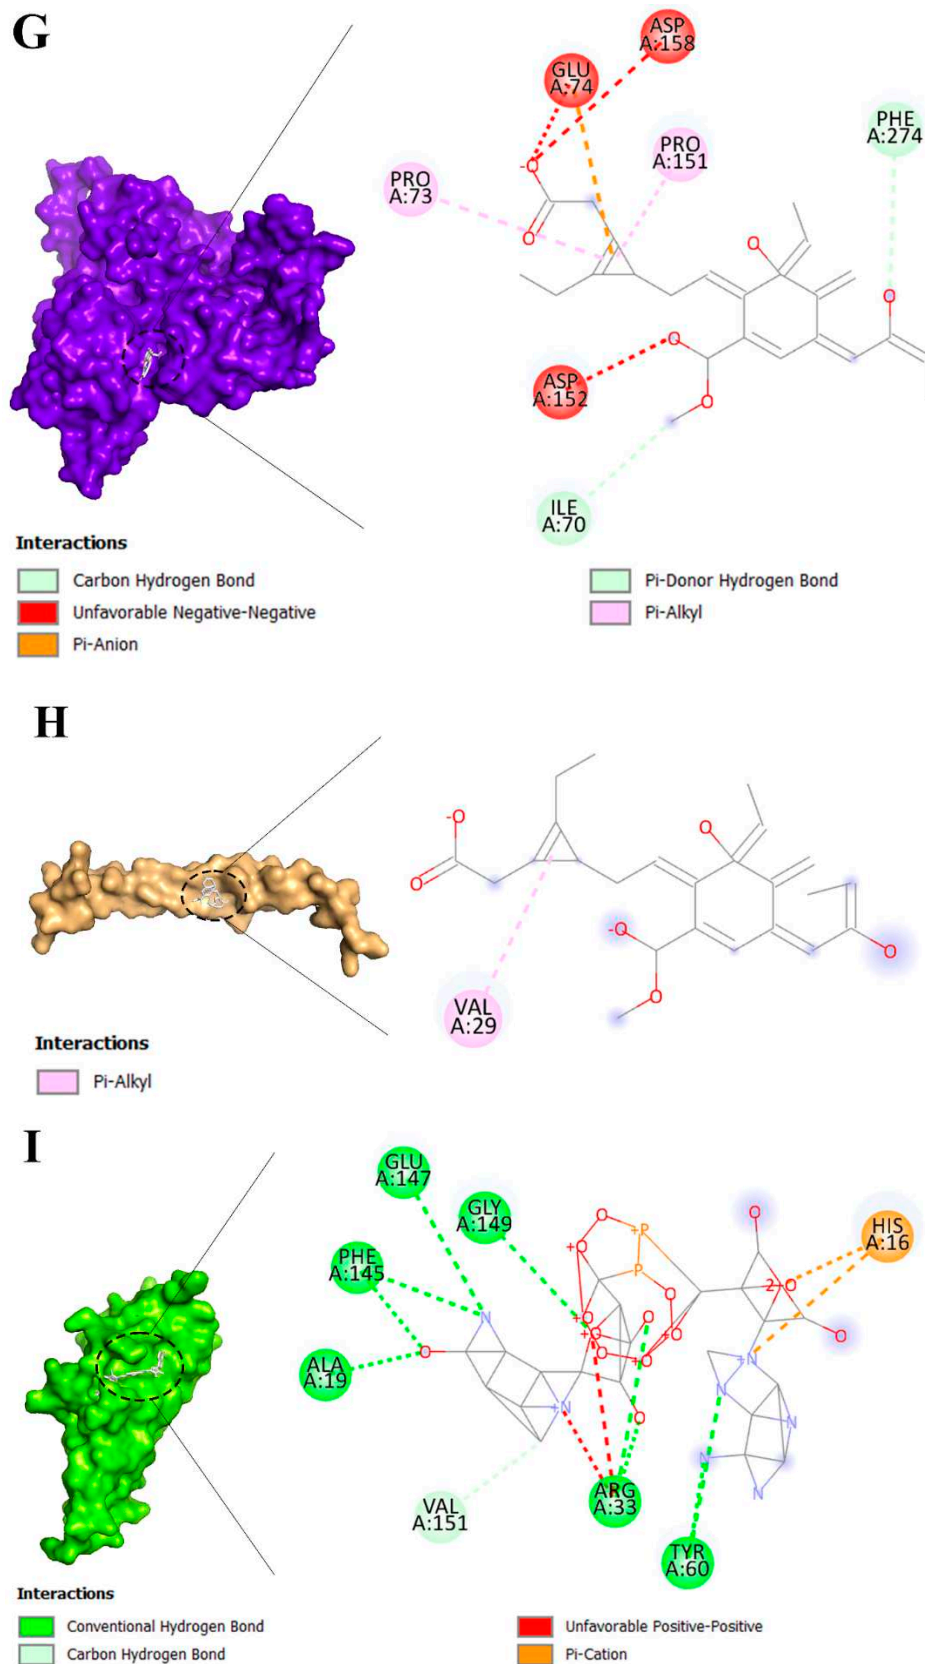 G
ASP
A:158
GLU
A:74
PHE
A:274
PRO
A:151
PRO
A:73
-O
O
O
O
O
O
ASP
A:152
ILE
A:70
Interactions
Carbon Hydrogen Bond
Unfavorable Negative-Negative
Pi-Anion
Pi-Donor Hydrogen Bond
Pi-Alkyl
H
-O
O
O
-O
O
O
VAL
A:29
Interactions
Pi-Alkyl
I
GLU
A:147
GLY
A:149
PHE
A:145
ALA
A:19
HIS
A:16
VAL
A:151
ARG
A:33
TYR
A:60
O
+P
O
+O
P
O
O
N
+O
O
+O
+O
O
O
O
+O
2-O
O
+N
+N
O
N
N
N
N
Interactions
Conventional Hydrogen Bond
Carbon Hydrogen Bond
Unfavorable Positive-Positive
Pi-Cation